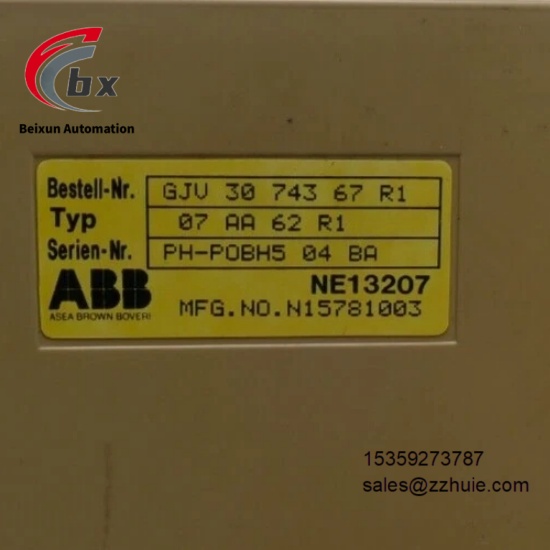 bx
Beixun Automation
Bestell-Nr. GJV 30 743 67 R1
Typ 07 AA 62 R1
Serien-Nr. PH-POBH5 04 BA
ABB NE13207
ASEA BROWN BOVERI MFG.NO.N15781003
15359273787
sales@zzhuie.com